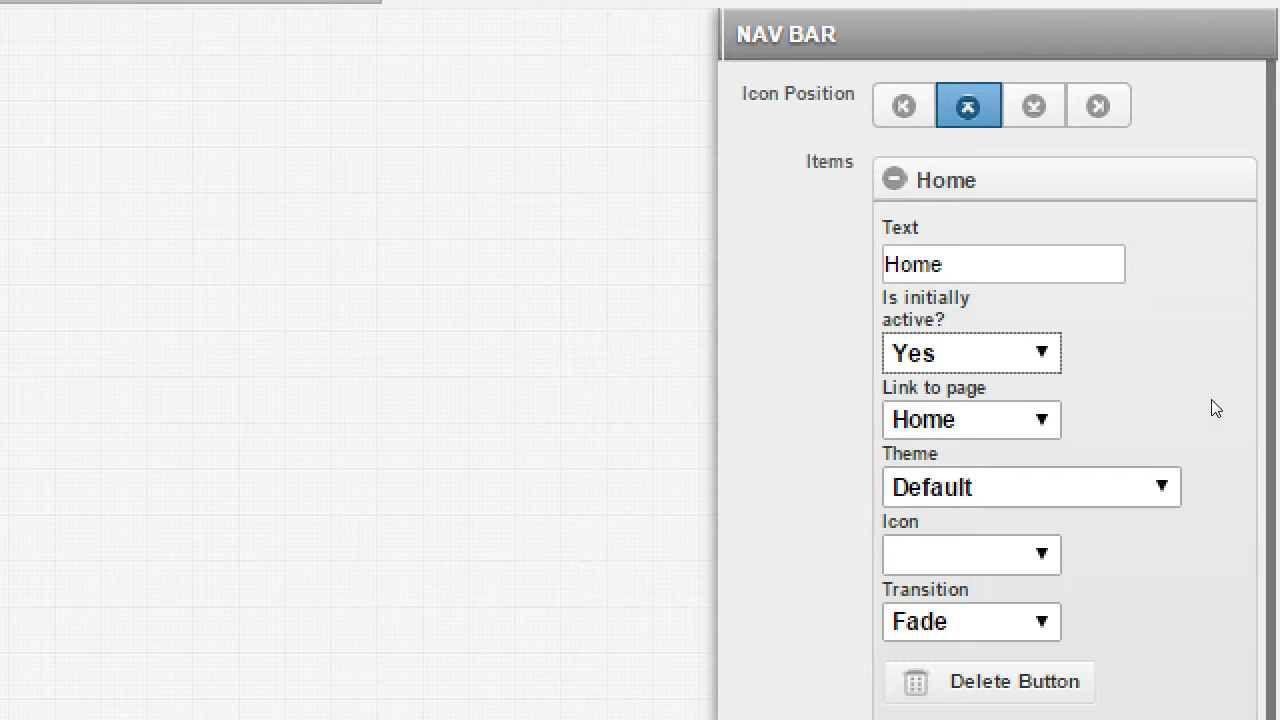 NAV BAR
Icon Position
Items
Home
Text
Home
Is initially
active?
Yes
Link to page
Home
Theme
Default
Icon
Transition
Fade
Delete Button